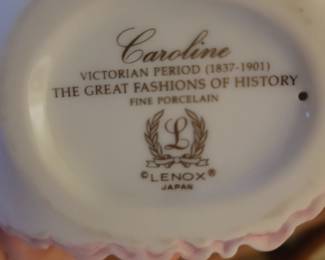 Caroline
VICTORIAN PERIOD (1837-1901)
THE GREAT FASHIONS OF HISTORY
FINE PORCELAIN
L
©LENOX®
JAPAN